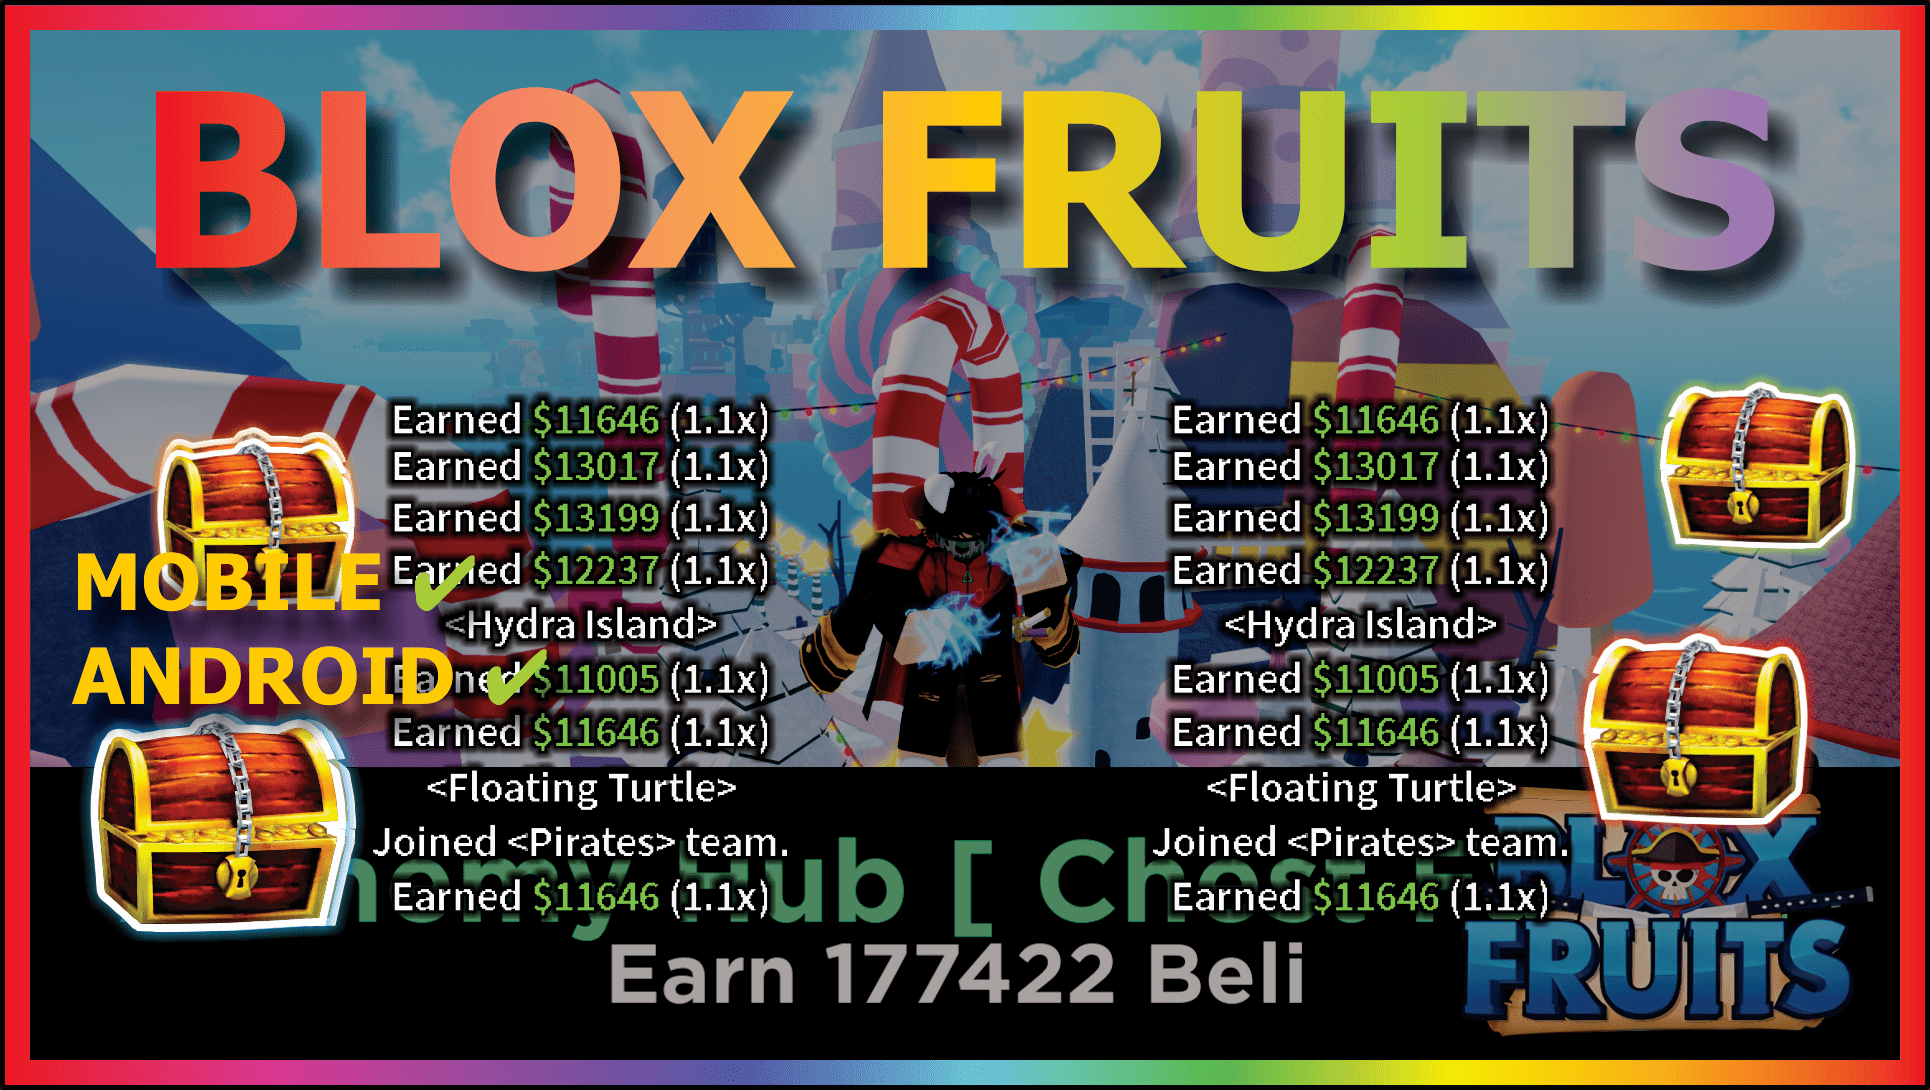 BLOX FRUITS
Earned $11646 (1.1x)
Earned $13017 (1.1x)
Earned $13199 (1.1x)
Earned $12237 (1.1x)
<Hydra Island>
Earned $11005 (1.1x)
Earned $11646 (1.1x)
<Floating Turtle>
Joined <Pirates> team.
Earned $11646 (1.1x)
MOBILE ✓
ANDROID ✓
Earned $11646 (1.1x)
Earned $13017 (1.1x)
Earned $13199 (1.1x)
Earned $12237 (1.1x)
<Hydra Island>
Earned $11005 (1.1x)
Earned $11646 (1.1x)
<Floating Turtle>
Joined <Pirates> team.
Earned $11646 (1.1x)
Hub [ Chest
Earn 177422 Beli
BLOX
FRUITS